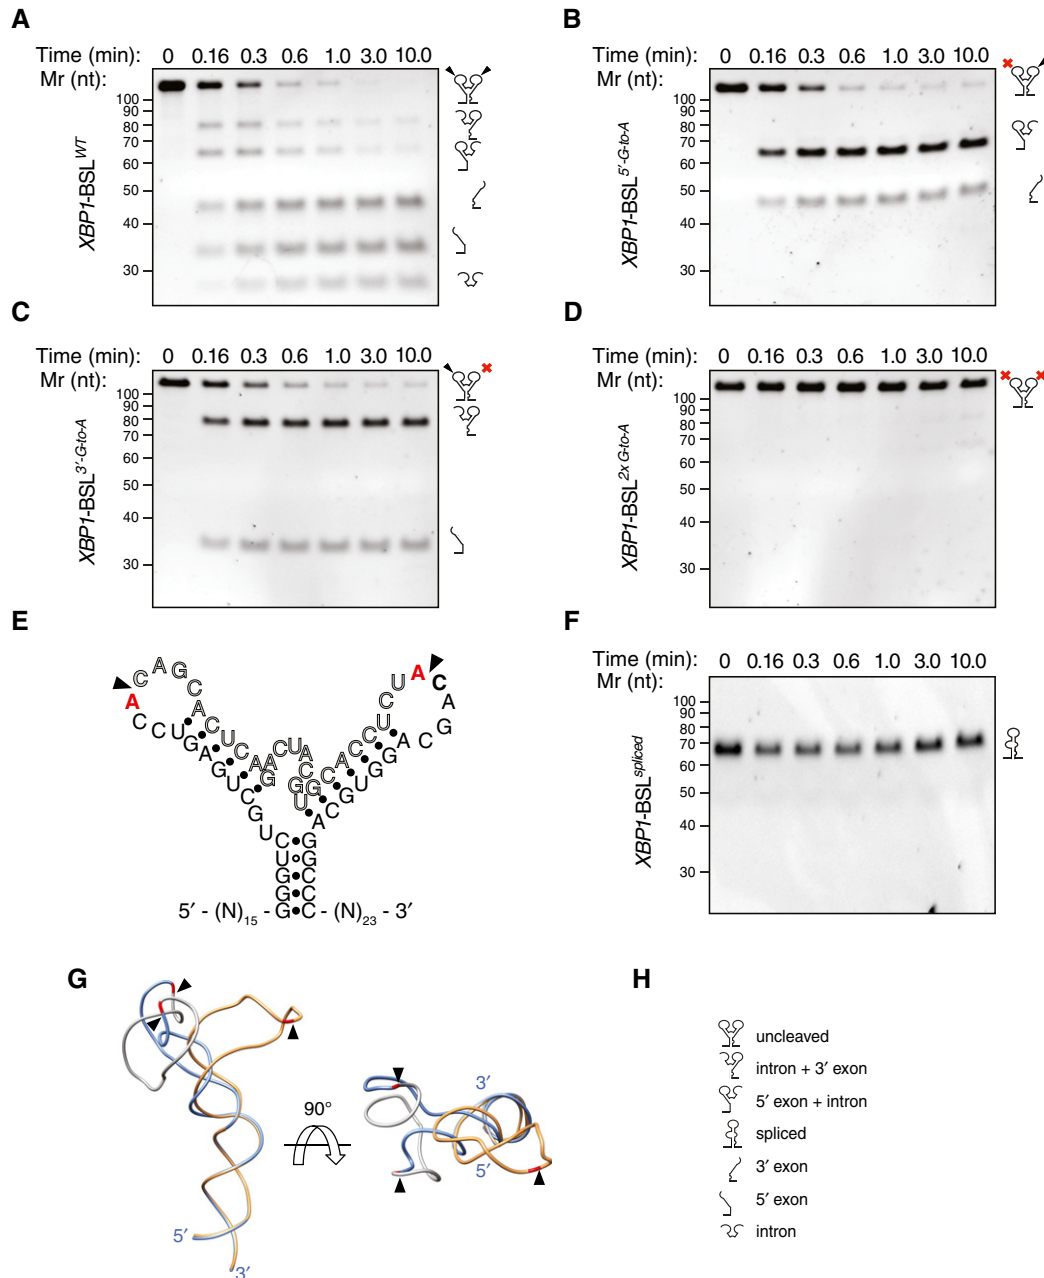 A
Time (min): 0 0.16 0.3 0.6 1.0 3.0 10.0
Mr (nt):
100
90
80
70
60
50
40
30
XBP1-BSL WT
B
Time (min): 0 0.16 0.3 0.6 1.0 3.0 10.0
Mr (nt):
100
90
80
70
60
50
40
30
XBP1-BSL 5′-G-to-A
C
Time (min): 0 0.16 0.3 0.6 1.0 3.0 10.0
Mr (nt):
100
90
80
70
60
50
40
30
XBP1-BSL 3′-G-to-A
D
Time (min): 0 0.16 0.3 0.6 1.0 3.0 10.0
Mr (nt):
100
90
80
70
60
50
40
30
XBP1-BSL 2x G-to-A
E
5′ - (N)15 - GGGUCUGCUGAGUCCACAGCACUCAGACUACGUGCACCUCUACAGCACGGUGCAGGCCC - (N)23 - 3′
F
Time (min): 0 0.16 0.3 0.6 1.0 3.0 10.0
Mr (nt):
100
90
80
70
60
50
40
30
XBP1-BSL spliced
G
5′
3′
90°
3′
5′
H
uncleaved
intron + 3′ exon
5′ exon + intron
spliced
3′ exon
5′ exon
intron